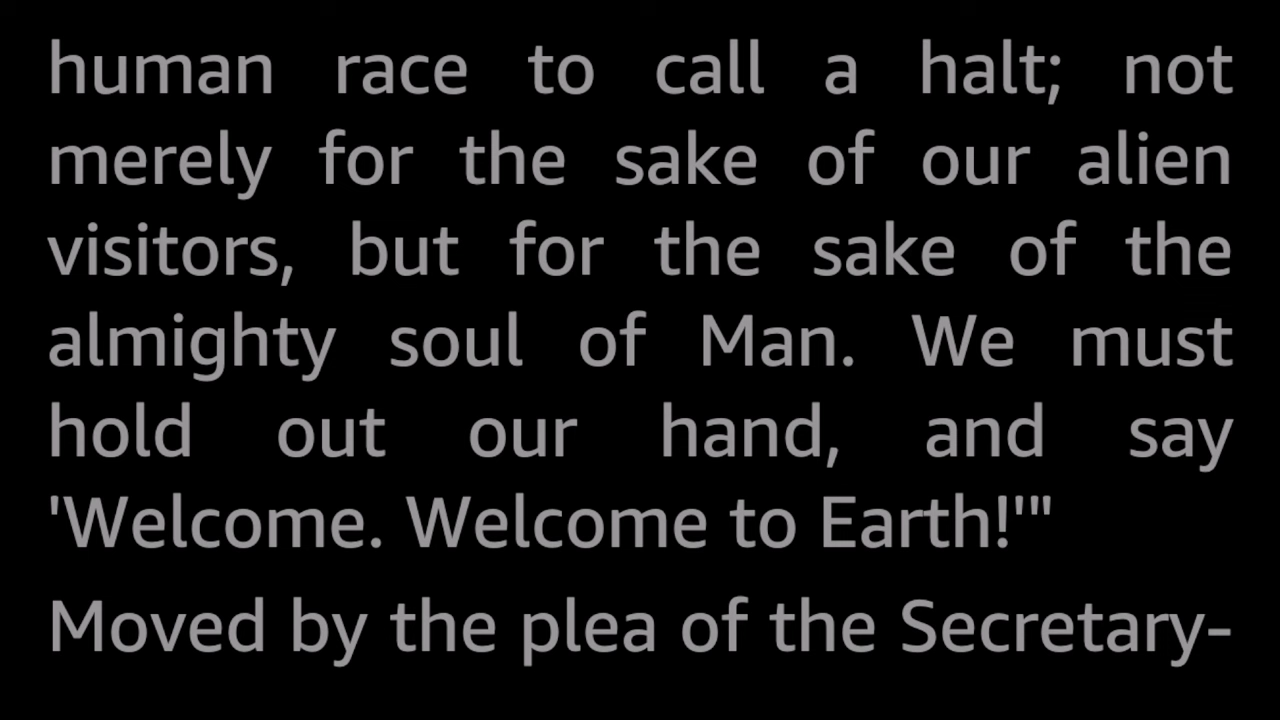 human race to call a halt; not
merely for the sake of our alien
visitors, but for the sake of the
almighty soul of Man. We must
hold out our hand, and say
'Welcome. Welcome to Earth!'"
Moved by the plea of the Secretary-